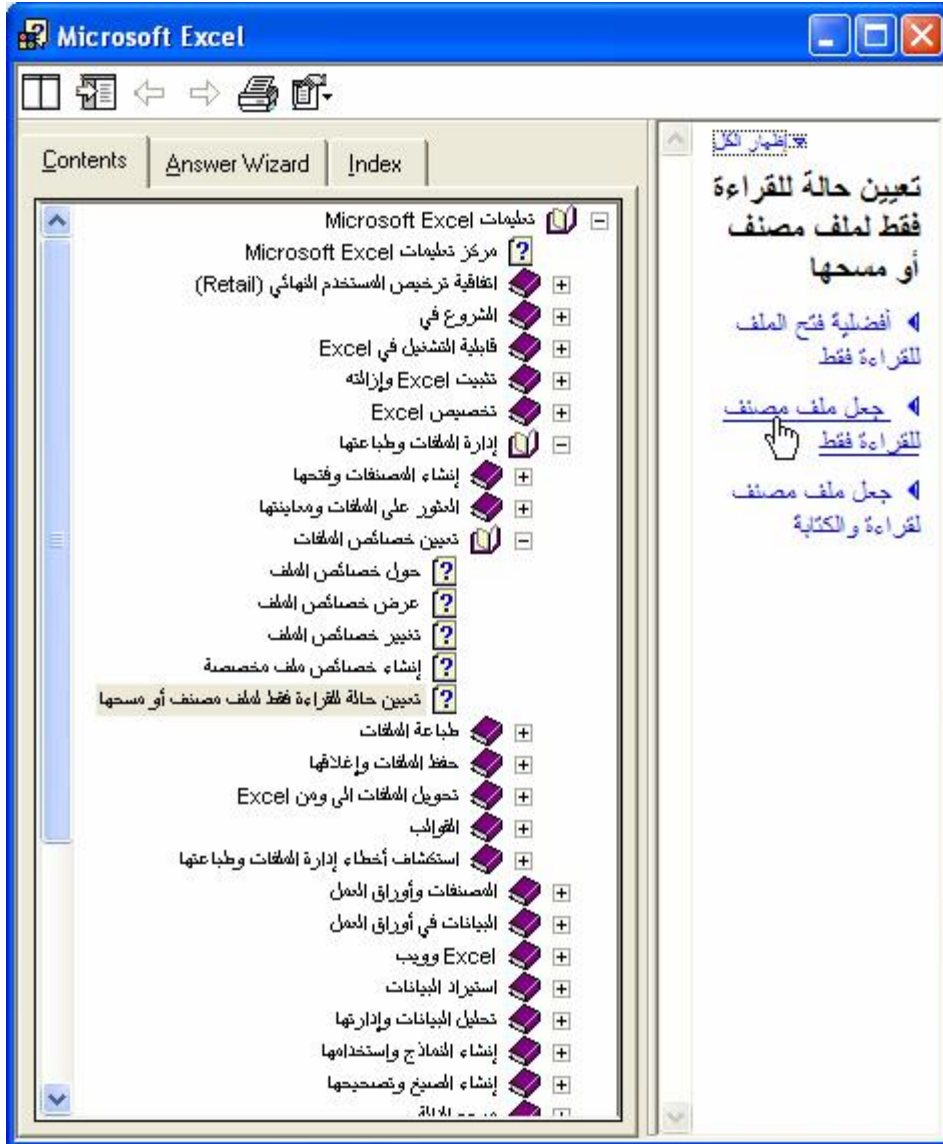 Microsoft Excel
Contents
Answer Wizard
Index
تعليمات Microsoft Excel
مركز تعليمات Microsoft Excel
اتفاقية ترخيص المستخدم النهائي (Retail)
الشروع في
قابلية التشغيل في Excel
تثبيت Excel وإزالته
تخصيص Excel
إدارة الملفات وطباعتها
إنشاء المصنفات وفتحها
العثور على الملفات ومعاينتها
تعيين خصائص الملفات
حول خصائص الملف
عرض خصائص الملف
تغيير خصائص الملف
إنشاء خصائص ملف مخصصة
تعيين حالة للقراءة فقط لملف مصنف أو مسحها
طباعة الملفات
حفظ الملفات وإغلاقها
تحويل الملفات الى ومن Excel
القوالب
استكشاف أخطاء إدارة الملفات وطباعتها
المصنفات وأوراق العمل
البيانات في أوراق العمل
Excel وويب
استيراد البيانات
تحليل البيانات وإدارتها
إنشاء النماذج واستخدامها
إنشاء الصيغ وتصحيحها
إظهار الكل
تعيين حالة للقراءة
فقط لملف مصنف
أو مسحها
أفضلية فتح الملف
للقراءة فقط
جعل ملف مصنف
للقراءة فقط
جعل ملف مصنف
لقراءة والكتابة